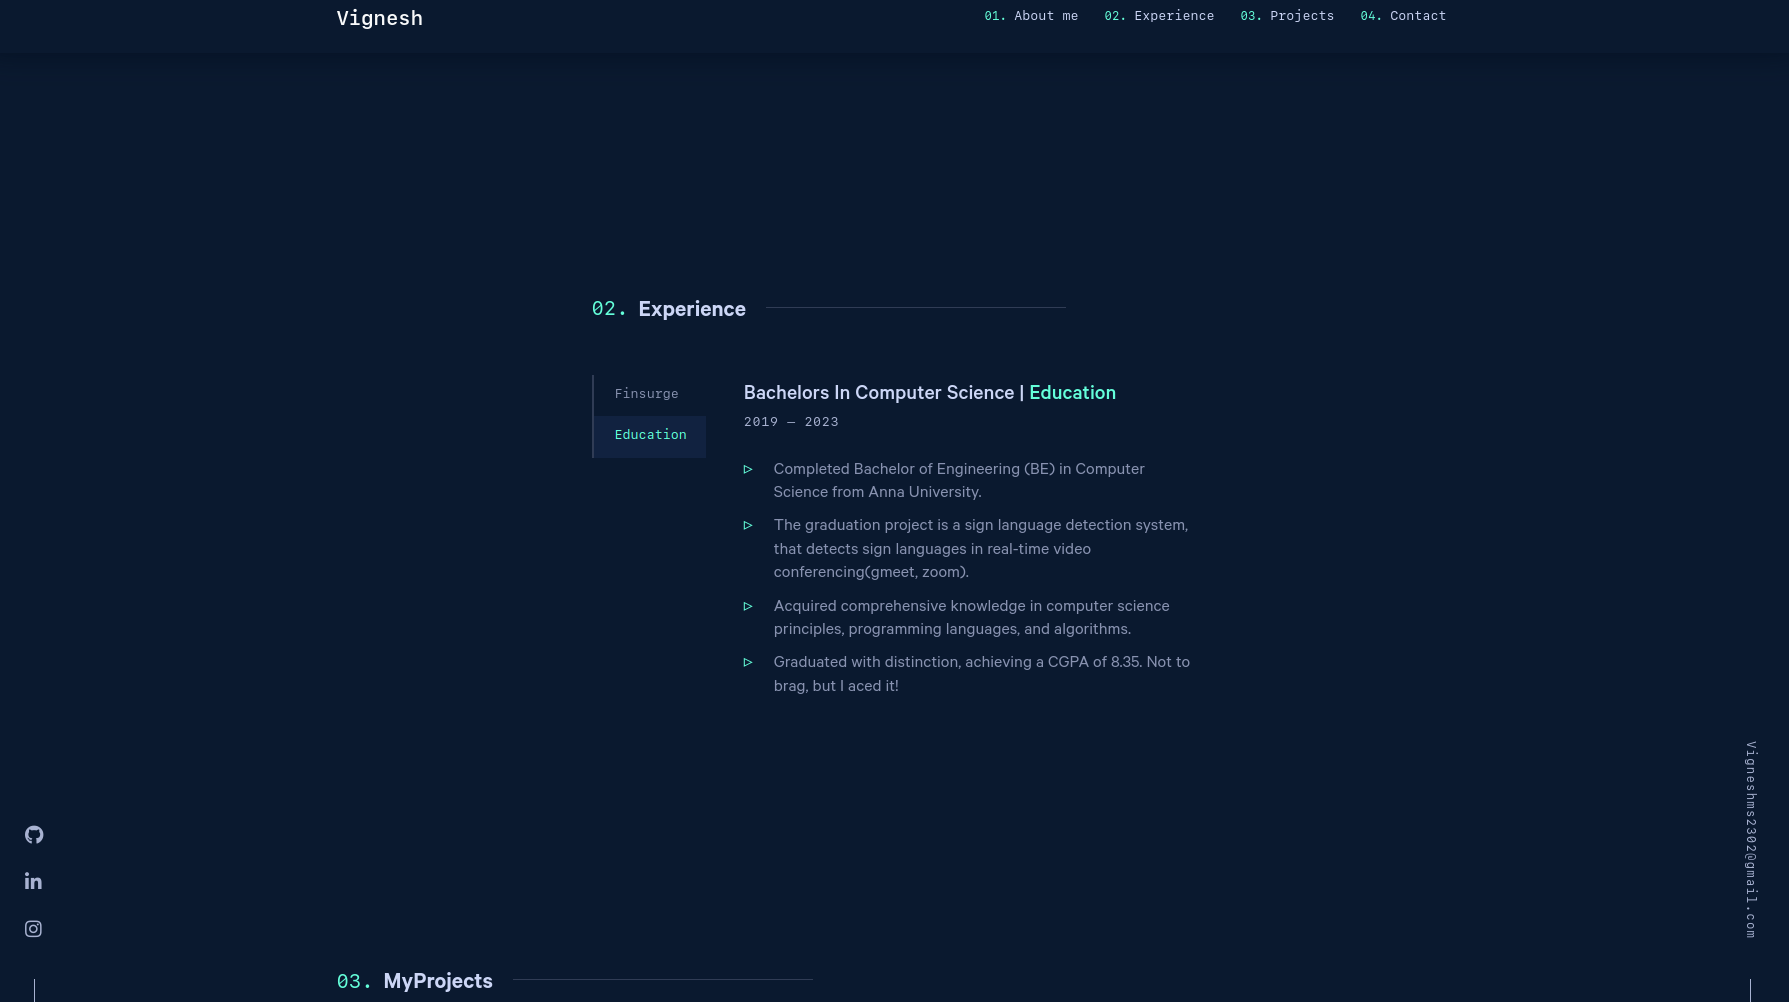 Vignesh
01. About me 02. Experience 03. Projects 04. Contact
02. Experience
Finsurge
Education
Bachelors In Computer Science | Education
2019 – 2023
Completed Bachelor of Engineering (BE) in Computer
Science from Anna University.
The graduation project is a sign language detection system,
that detects sign languages in real-time video
conferencing(gmeet, zoom).
Acquired comprehensive knowledge in computer science
principles, programming languages, and algorithms.
Graduated with distinction, achieving a CGPA of 8.35. Not to
brag, but I aced it!
Vigneshms2302@gmail.com
03. MyProjects